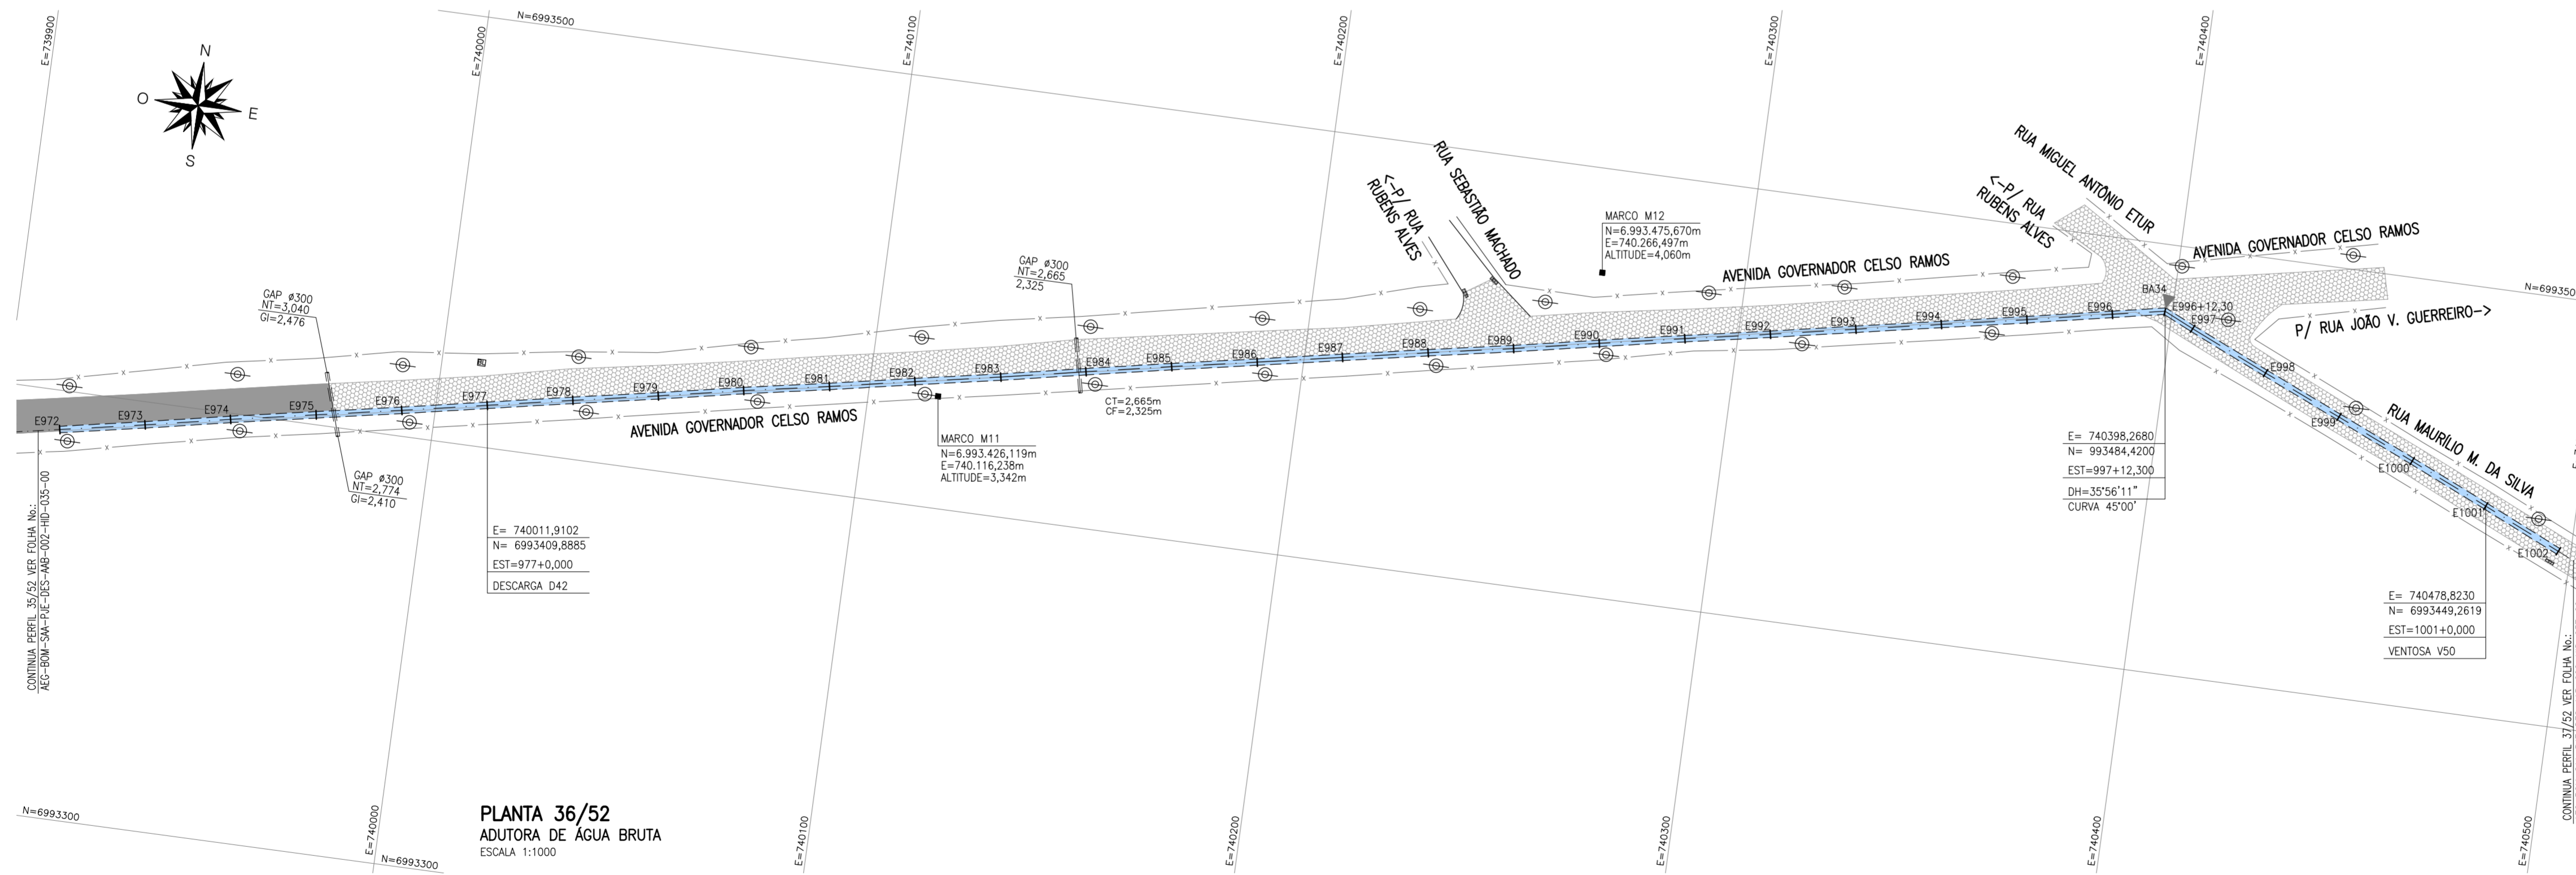 E=739900
E=740000
N=6993500
E=740100
E=740200
E=740300
E=740400
N
O
E
S
RUA MIGUEL ANTÔNIO ETUR
<-P/ RUA
RUBENS ALVES
RUA SEBASTIÃO MACHADO
<-P/ RUA
RUBENS ALVES
MARCO M12
N=6.993.475,670m
E=740.266,497m
ALTITUDE=4,060m
AVENIDA GOVERNADOR CELSO RAMOS
AVENIDA GOVERNADOR CELSO RAMOS
GAP ø300
NT=2,665
2,325
GAP ø300
NT=3,040
GI=2,476
BA34
N=699350
P/ RUA JOÃO V. GUERREIRO->
E972
E973
E974
E975
E976
E977
E978
E979
E980
E981
E982
E983
E984
E985
E986
E987
E988
E989
E990
E991
E992
E993
E994
E995
E996
E996+12,30
E997
E998
E999
E1000
E1001
E1002
RUA MAURÍLIO M. DA SILVA
AVENIDA GOVERNADOR CELSO RAMOS
CT=2,665m
CF=2,325m
MARCO M11
N=6.993.426,119m
E=740.116,238m
ALTITUDE=3,342m
GAP ø300
NT=2,774
GI=2,410
CONTINUA PERFIL 35/52 VER FOLHA No.:
AEG-BOM-SAA-PJE-DES-AAB-002-HID-035-00
E= 740011,9102
N= 6993409,8885
EST=977+0,000
DESCARGA D42
E= 740398,2680
N= 993484,4200
EST=997+12,300
DH=35°56'11"
CURVA 45°00'
E= 740478,8230
N= 6993449,2619
EST=1001+0,000
VENTOSA V50
CONTINUA PERFIL 37/52 VER FOLHA No.:
N=6993300
E=740000
N=6993300
E=740100
E=740200
E=740300
E=740400
E=740500
PLANTA 36/52
ADUTORA DE ÁGUA BRUTA
ESCALA 1:1000